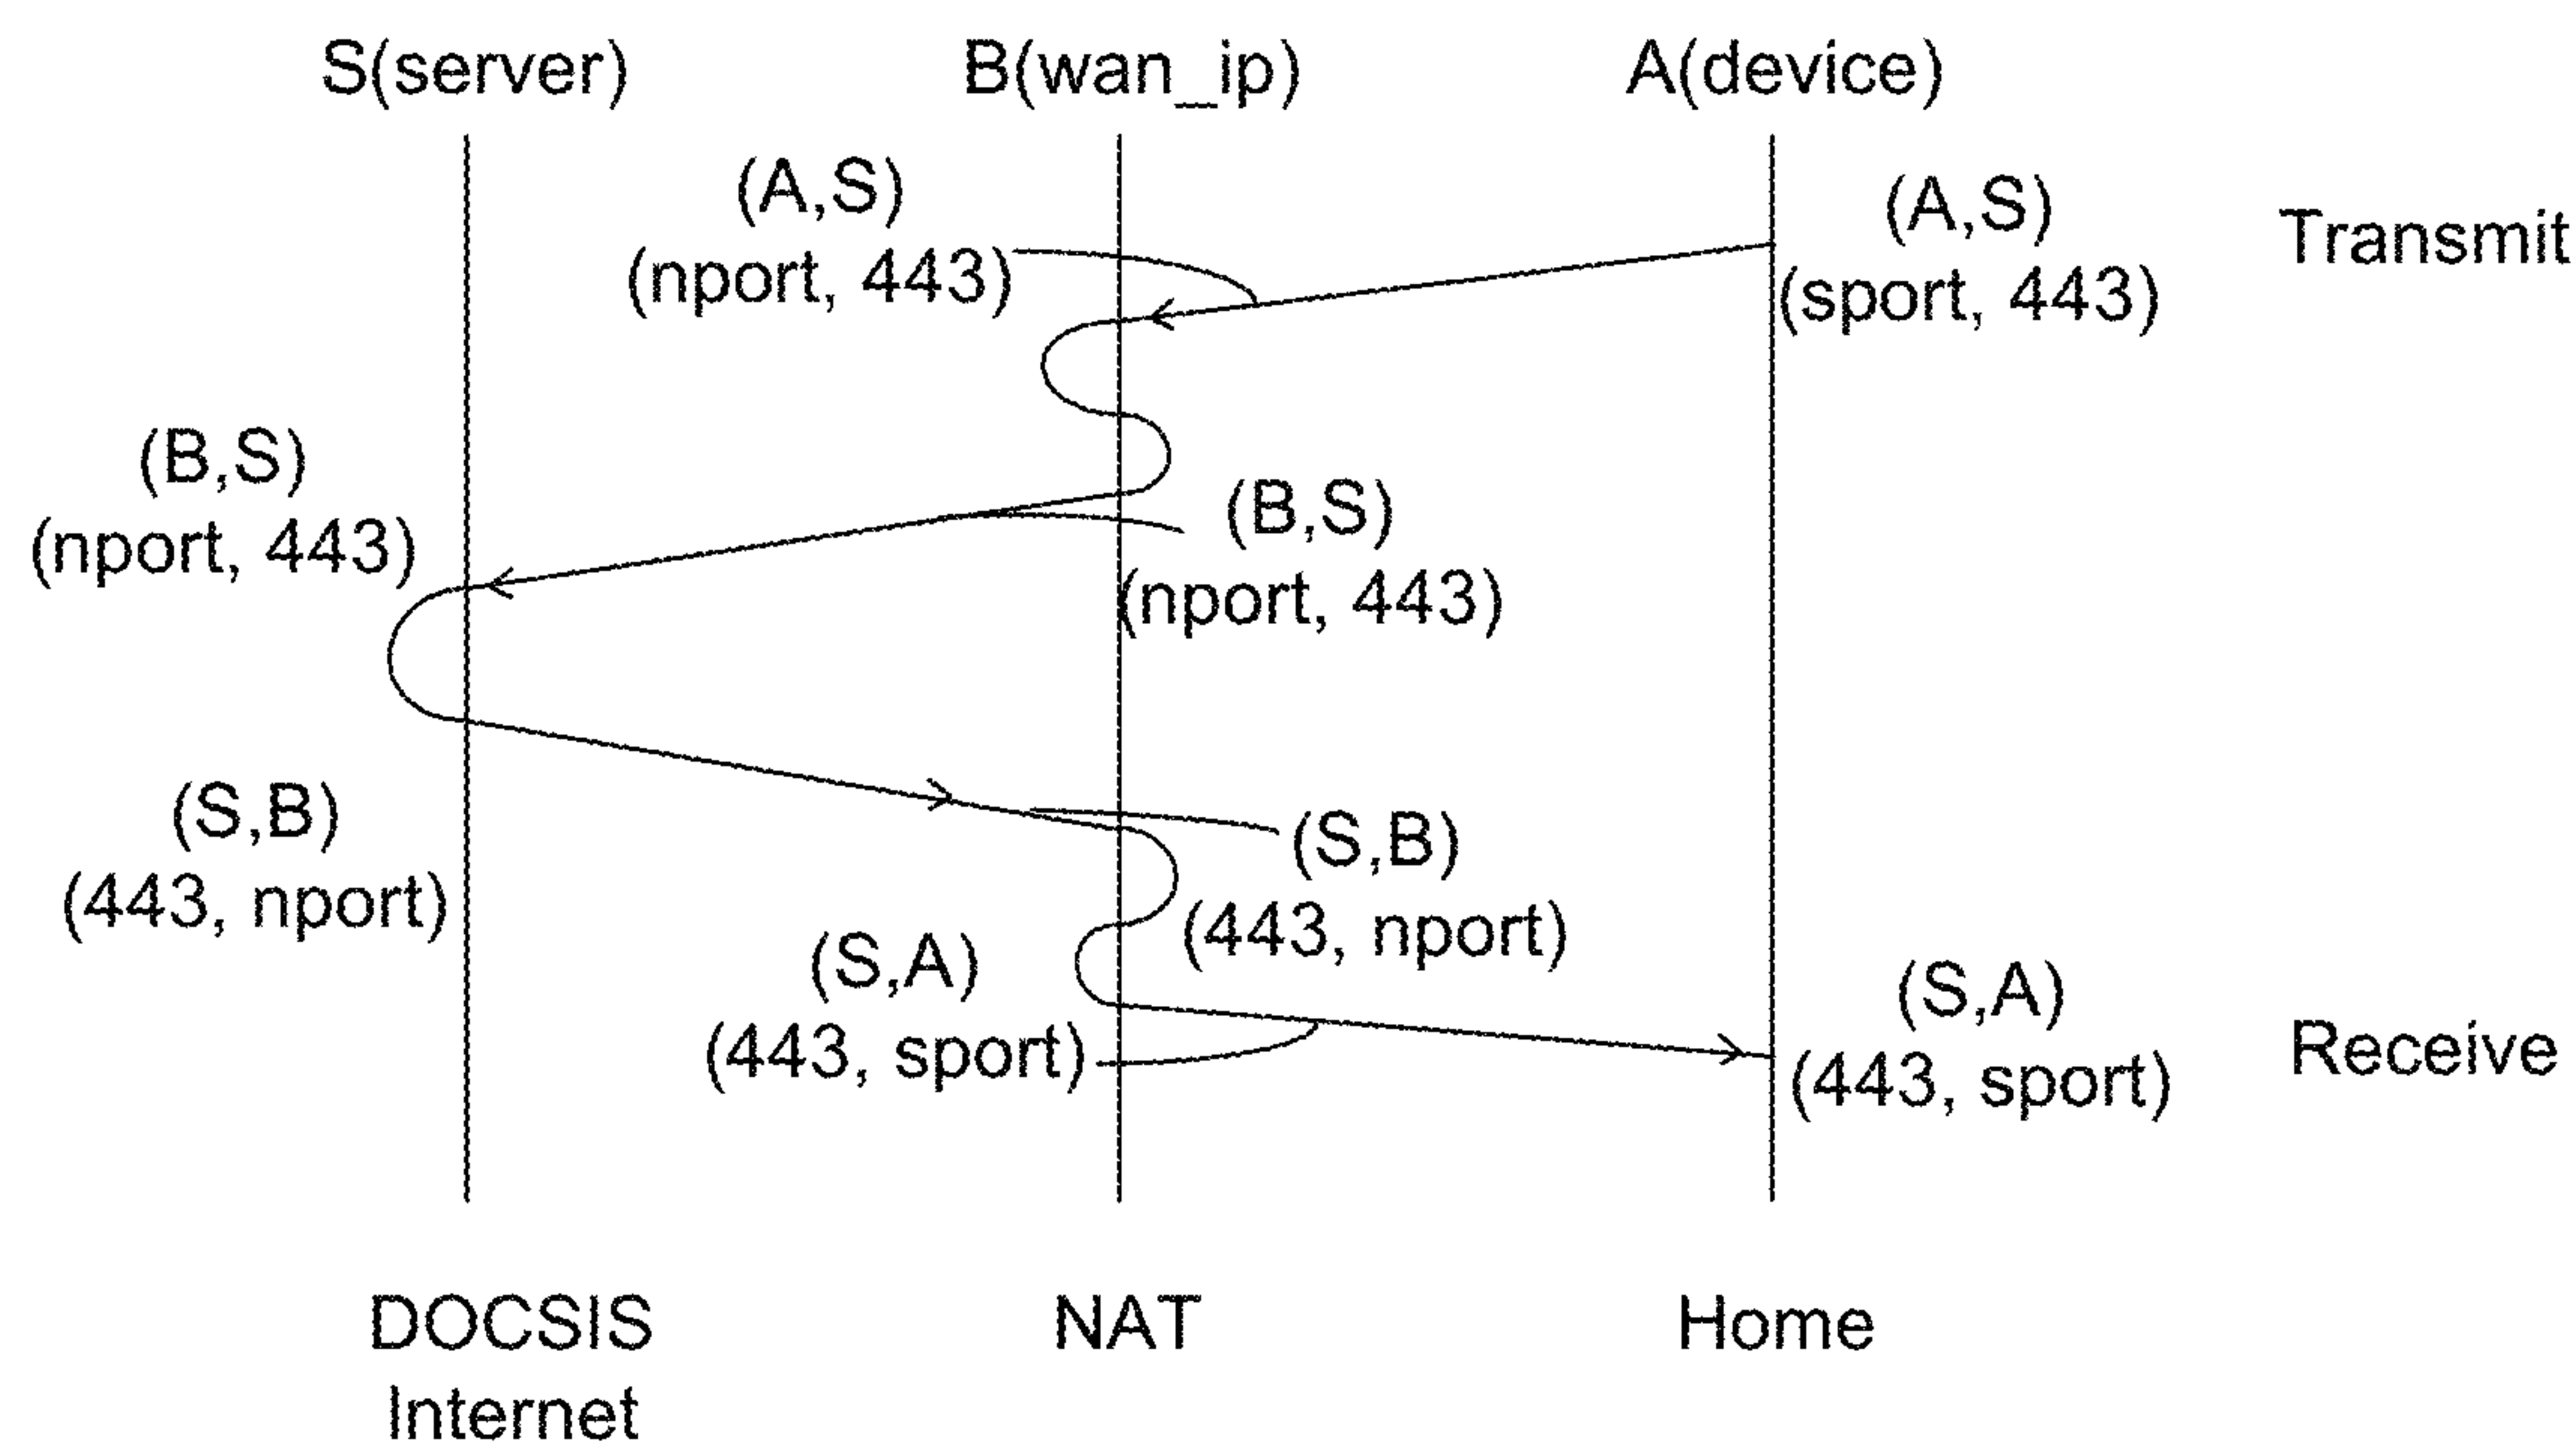 S(server)
B(wan_ip)
A(device)
(A,S)
(nport, 443)
(A,S)
(sport, 443)
Transmit
(B,S)
(nport, 443)
(B,S)
(nport, 443)
(S,B)
(443, nport)
(S,B)
(443, nport)
(S,A)
(443, sport)
(S,A)
(443, sport)
Receive
DOCSIS
Internet
NAT
Home